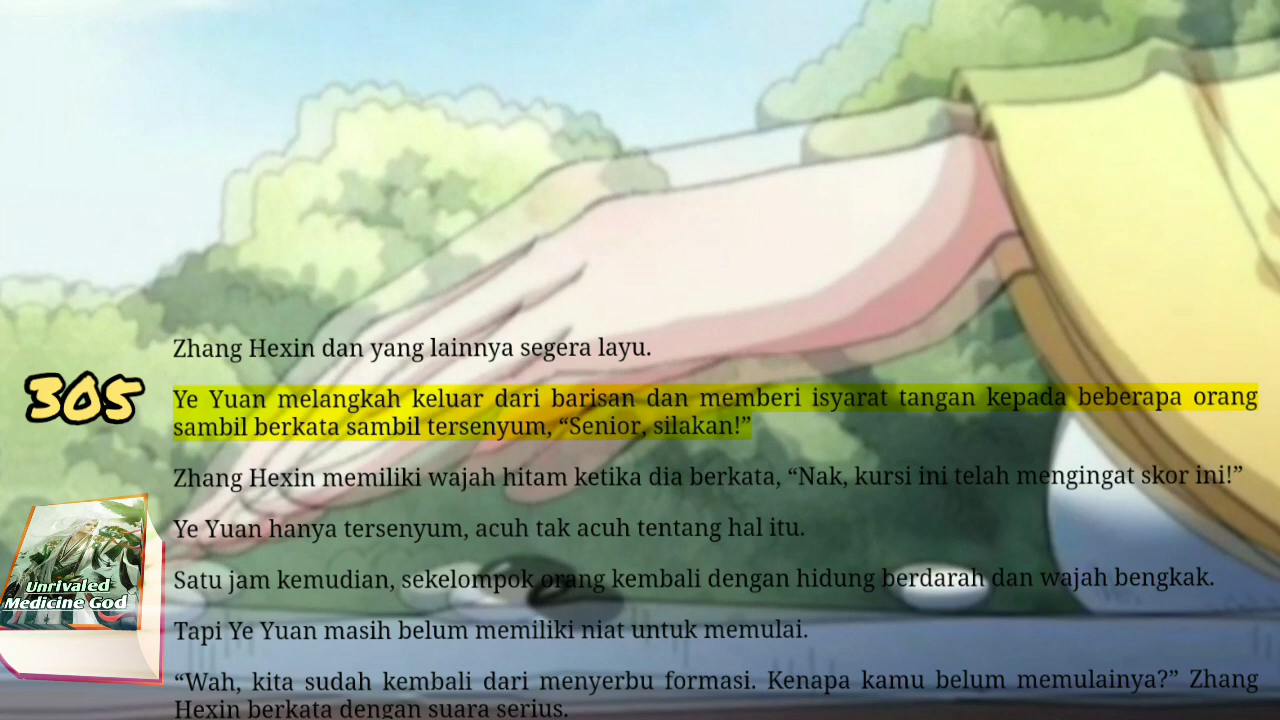 Zhang Hexin dan yang lainnya segera layu.
305
Ye Yuan melangkah keluar dari barisan dan memberi isyarat tangan kepada beberapa orang
sambil berkata sambil tersenyum, “Senior, silakan!”
Zhang Hexin memiliki wajah hitam ketika dia berkata, “Nak, kursi ini telah mengingat skor ini!”
Ye Yuan hanya tersenyum, acuh tak acuh tentang hal itu.
Satu jam kemudian, sekelompok orang kembali dengan hidung berdarah dan wajah bengkak.
Unrivaled
Medicine God
Tapi Ye Yuan masih belum memiliki niat untuk memulai.
“Wah, kita sudah kembali dari menyerbu formasi. Kenapa kamu belum memulainya?” Zhang
Hexin berkata dengan suara serius.